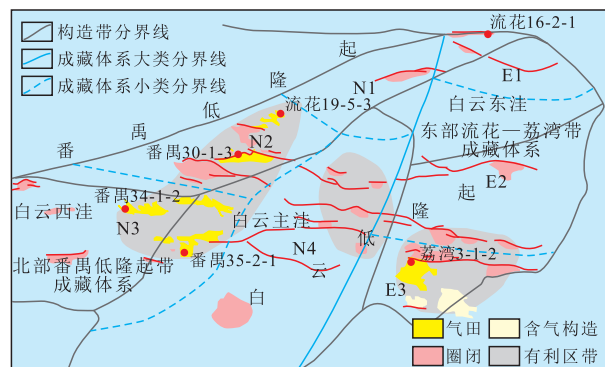 构造带分界线
成藏体系大类分界线
成藏体系小类分界线
流花16-2-1
起
隆
低
禺
番
N1
E1
白云东洼
流花19-5-3
N2
番禺30-1-3
东部流花—荔湾带
成藏体系
E2
起
隆
低
云
白
番禺34-1-2
白云西洼
N3
白云主洼
N4
番禺35-2-1
北部番禺低隆起带
成藏体系
荔湾3-1-2
E3
气田
含气构造
圈闭
有利区带